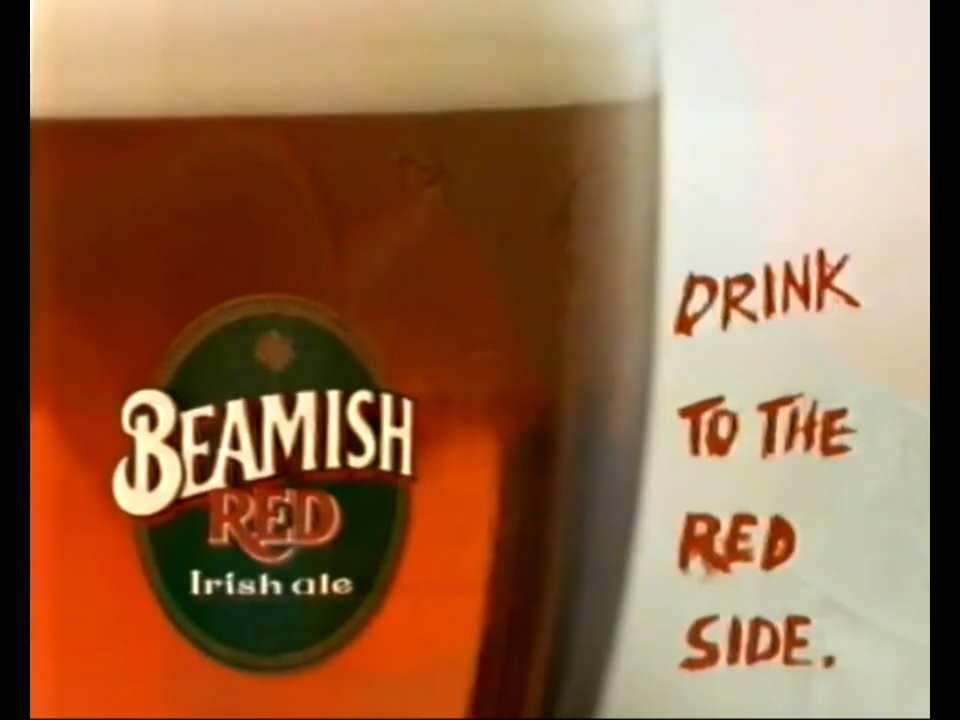 BEAMISH
RED
Irish ale
DRINK
TO THE
RED
SIDE.